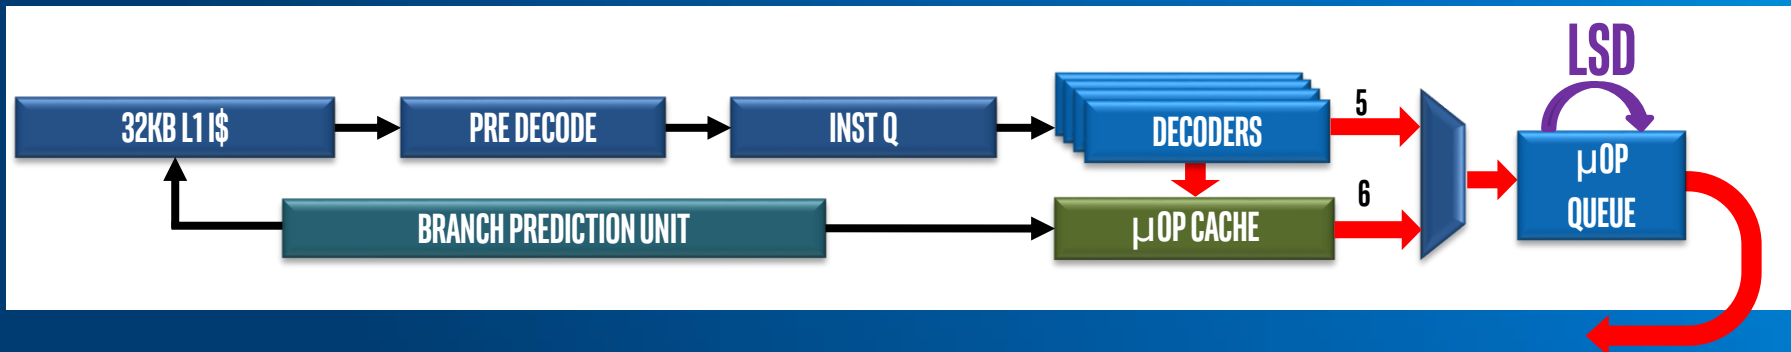 LSD
32KB L1 I$
PRE DECODE
INST Q
DECODERS
5
μOP
QUEUE
BRANCH PREDICTION UNIT
μOP CACHE
6